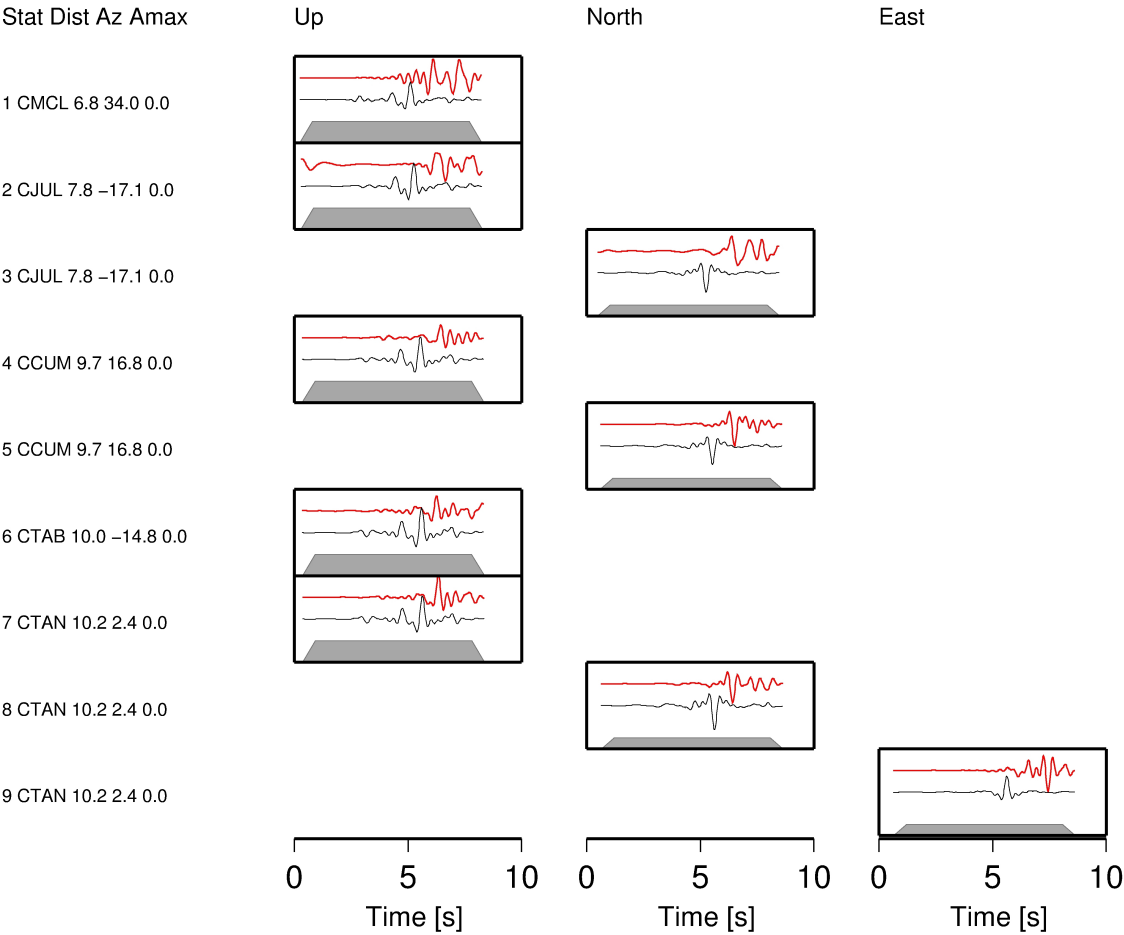 Stat Dist Az Amax Up North East
1 CMCL 6.8 34.0 0.0
2 CJUL 7.8 −17.1 0.0
3 CJUL 7.8 −17.1 0.0
4 CCUM 9.7 16.8 0.0
5 CCUM 9.7 16.8 0.0
6 CTAB 10.0 −14.8 0.0
7 CTAN 10.2 2.4 0.0
8 CTAN 10.2 2.4 0.0
9 CTAN 10.2 2.4 0.0
0 5 10 0 5 10 0 5 10
Time [s] Time [s] Time [s]